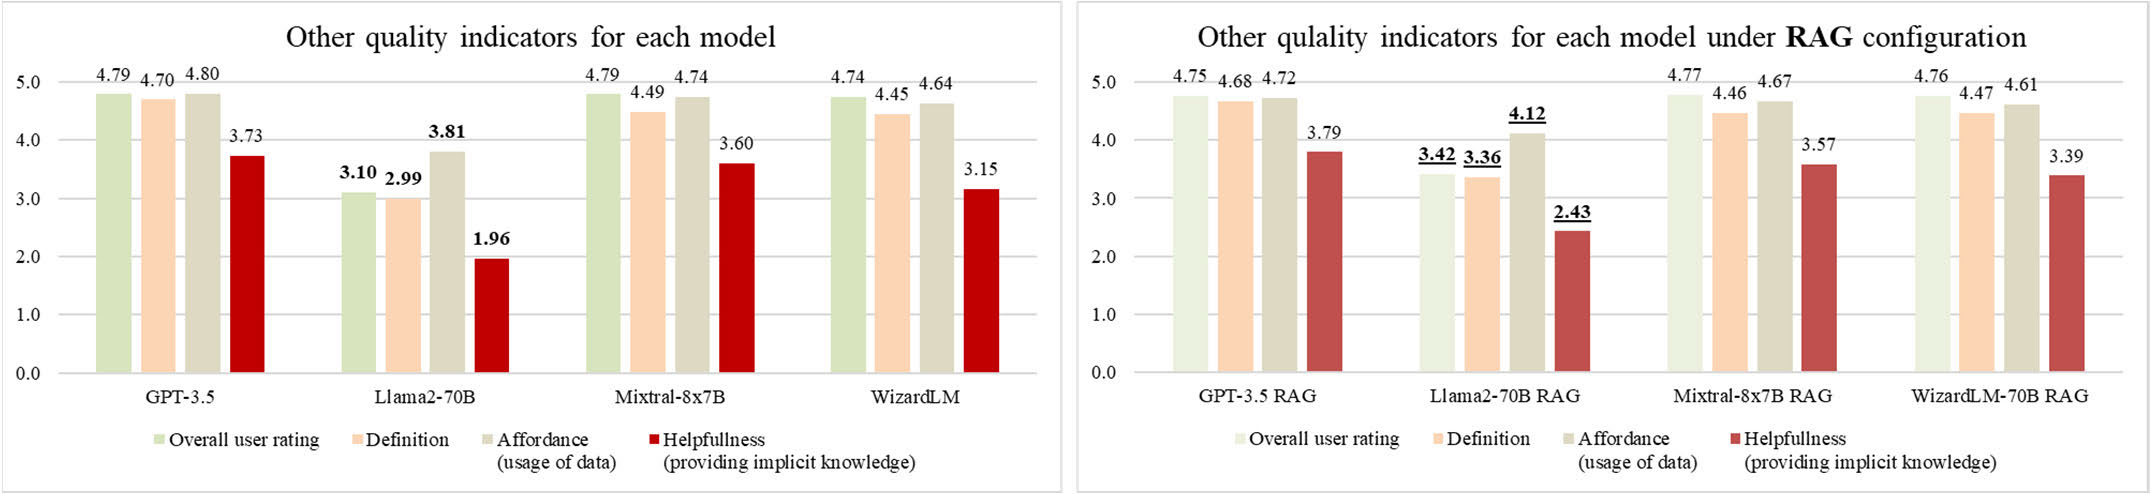 Other quality indicators for each model
5.0
4.0
3.0
2.0
1.0
0.0
4.79
4.70
4.80
3.73
3.10
2.99
3.81
1.96
4.79
4.49
4.74
3.60
4.74
4.45
4.64
3.15
GPT-3.5
Llama2-70B
Mixtral-8x7B
WizardLM
Overall user rating
Definition
Affordance
(usage of data)
Helpfullness
(providing implicit knowledge)
Other qulality indicators for each model under RAG configuration
5.0
4.0
3.0
2.0
1.0
0.0
4.75
4.68
4.72
3.79
3.42
3.36
4.12
2.43
4.77
4.46
4.67
3.57
4.76
4.47
4.61
3.39
GPT-3.5 RAG
Llama2-70B RAG
Mixtral-8x7B RAG
WizardLM-70B RAG
Overall user rating
Definition
Affordance
(usage of data)
Helpfullness
(providing implicit knowledge)